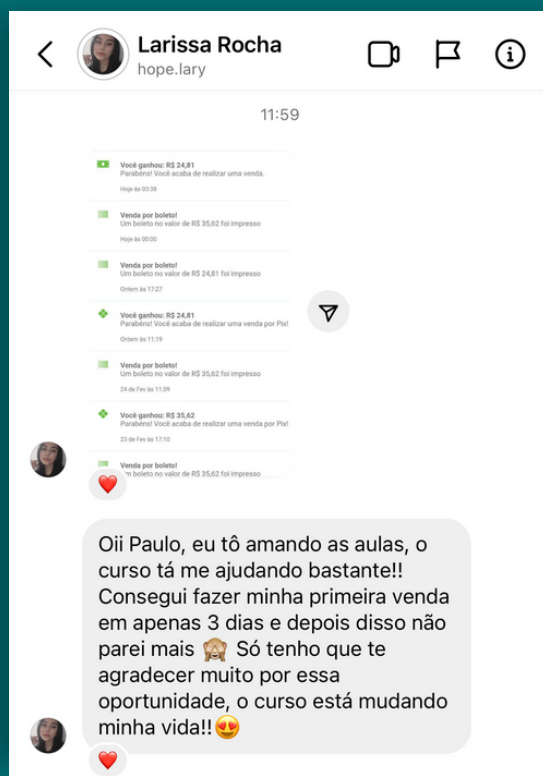 Larissa Rocha
hope.lary
11:59
Você ganhou: R$ 24,81
Parabéns! Você acaba de realizar uma venda.
Hoje às 03:38
Venda por boleto!
Um boleto no valor de R$ 35,62 foi impresso
Hoje às 00:00
Venda por boleto!
Um boleto no valor de R$ 24,81 foi impresso
Ontem às 17:27
Você ganhou: R$ 24,81
Parabéns! Você acaba de realizar uma venda por Pix!
Ontem às 11:19
Venda por boleto!
Um boleto no valor de R$ 35,62 foi impresso
24 de Fev às 11:09
Você ganhou: R$ 35,62
Parabéns! Você acaba de realizar uma venda por Pix!
23 de Fev às 17:10
Venda por boleto!
Um boleto no valor de R$ 35,62 foi impresso
Oii Paulo, eu tô amando as aulas, o
curso tá me ajudando bastante!!
Consegui fazer minha primeira venda
em apenas 3 dias e depois disso não
parei mais 🙈 Só tenho que te
agradecer muito por essa
oportunidade, o curso está mudando
minha vida!!😍